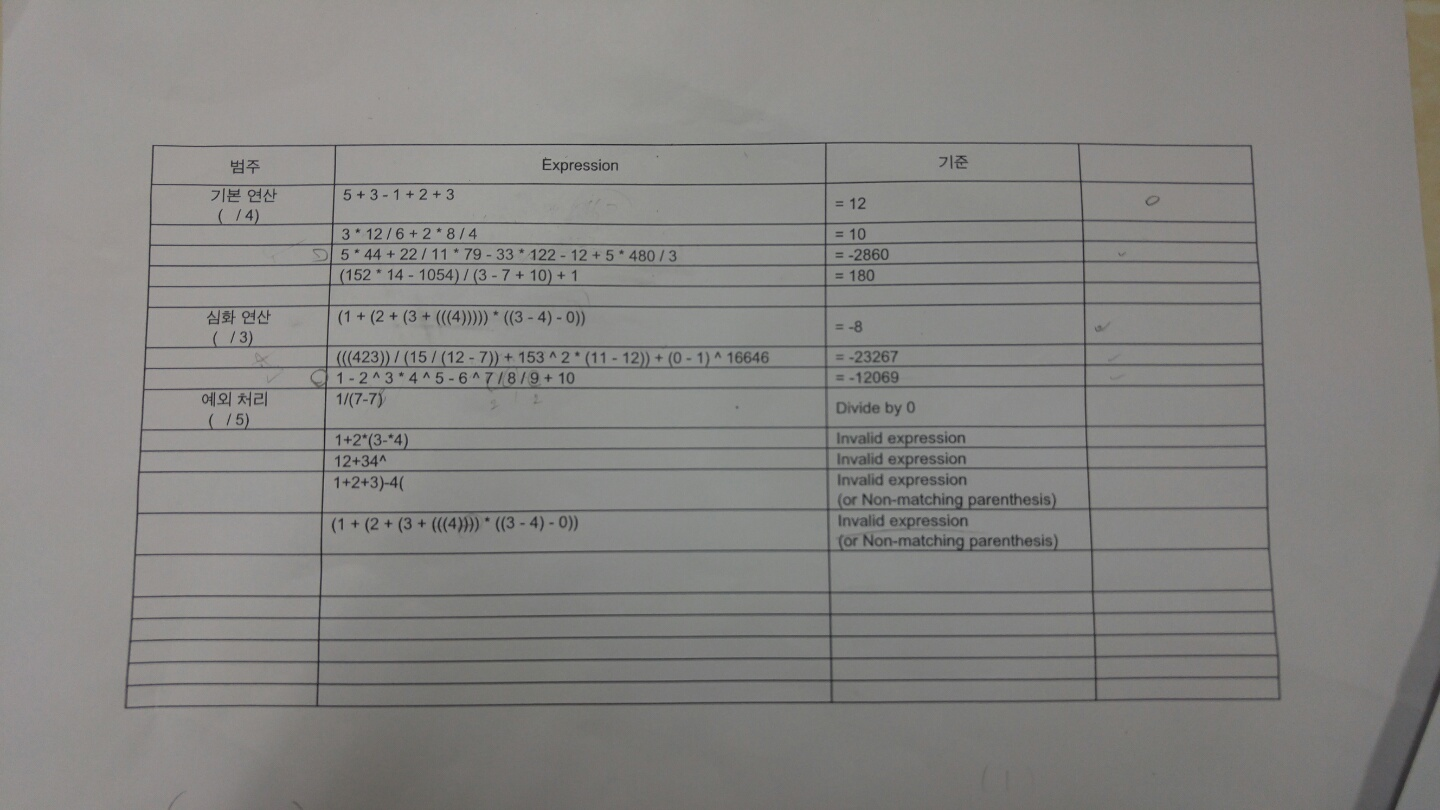 범주 Expression 기준
기본 연산 5 + 3 - 1 + 2 + 3 = 12
( / 4)
3 * 12 / 6 + 2 * 8 / 4 = 10
5 * 44 + 22 / 11 * 79 - 33 * 122 - 12 + 5 * 480 / 3 = -2860
(152 * 14 - 1054) / (3 - 7 + 10) + 1 = 180
심화 연산 (1 + (2 + (3 + (((4))))) * ((3 - 4) - 0)) = -8
( / 3)
(((423)) / (15 / (12 - 7)) + 153 ^ 2 * (11 - 12)) + (0 - 1) ^ 16646 = -23267
1 - 2 ^ 3 * 4 ^ 5 - 6 ^ 7 / 8 / 9 + 10 = -12069
예외 처리 1/(7-7) Divide by 0
( / 5)
1+2*(3-*4) Invalid expression
12+34^ Invalid expression
1+2+3)-4( Invalid expression
(or Non-matching parenthesis)
(1 + (2 + (3 + (((4)))) * ((3 - 4) - 0)) Invalid expression
(or Non-matching parenthesis)